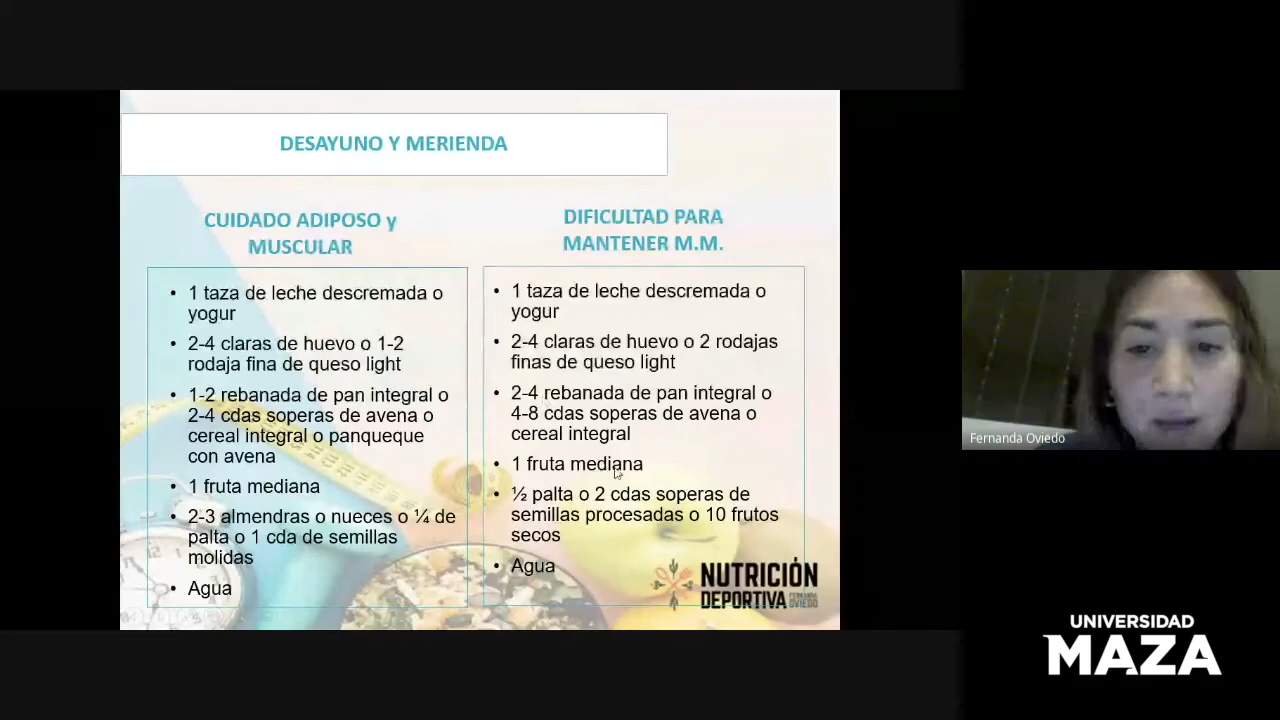 DESAYUNO Y MERIENDA
CUIDADO ADIPOSO y
MUSCULAR
• 1 taza de leche descremada o
yogur
• 2-4 claras de huevo o 1-2
rodaja fina de queso light
• 1-2 rebanada de pan integral o
2-4 cdas soperas de avena o
cereal integral o panqueque
con avena
• 1 fruta mediana
• 2-3 almendras o nueces o ¼ de
palta o 1 cda de semillas
molidas
• Agua
DIFICULTAD PARA
MANTENER M.M.
• 1 taza de leche descremada o
yogur
• 2-4 claras de huevo o 2 rodajas
finas de queso light
• 2-4 rebanada de pan integral o
4-8 cdas soperas de avena o
cereal integral
• 1 fruta mediana
• ½ palta o 2 cdas soperas de
semillas procesadas o 10 frutos
secos
• Agua
NUTRICIÓN
DEPORTIVA FERNANDA
OVIEDO
Fernanda Oviedo
UNIVERSIDAD
MAZA